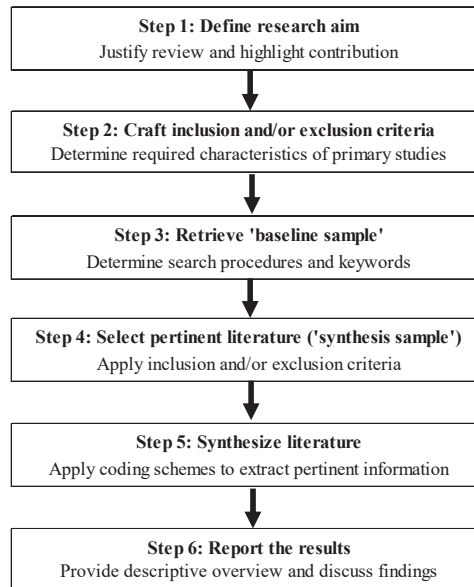 Step 1: Define research aim
Justify review and highlight contribution
Step 2: Craft inclusion and/or exclusion criteria
Determine required characteristics of primary studies
Step 3: Retrieve 'baseline sample'
Determine search procedures and keywords
Step 4: Select pertinent literature ('synthesis sample')
Apply inclusion and/or exclusion criteria
Step 5: Synthesize literature
Apply coding schemes to extract pertinent information
Step 6: Report the results
Provide descriptive overview and discuss findings